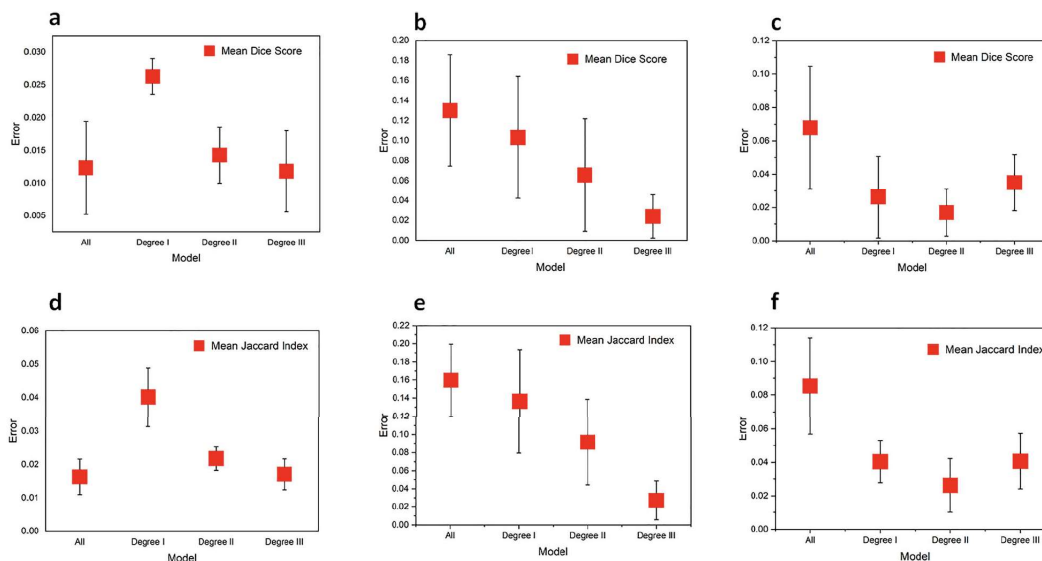 a
0.030
0.025
0.020
0.015
0.010
0.005
Error
Mean Dice Score
All
Degree I
Degree II
Degree III
Model
b
0.20
0.18
0.16
0.14
0.12
0.10
0.08
0.06
0.04
0.02
0.00
Error
Mean Dice Score
All
Degree I
Degree II
Degree III
Model
c
0.12
0.10
0.08
0.06
0.04
0.02
0.00
Error
Mean Dice Score
All
Degree I
Degree II
Degree III
Model
d
0.06
0.05
0.04
0.03
0.02
0.01
0.00
Error
Mean Jaccard Index
All
Degree I
Degree II
Degree III
Model
e
0.22
0.20
0.18
0.16
0.14
0.12
0.10
0.08
0.06
0.04
0.02
0.00
Error
Mean Jaccard Index
All
Degree I
Degree II
Degree III
Model
f
0.12
0.10
0.08
0.06
0.04
0.02
0.00
Error
Mean Jaccard Index
All
Degree I
Degree II
Degree III
Model